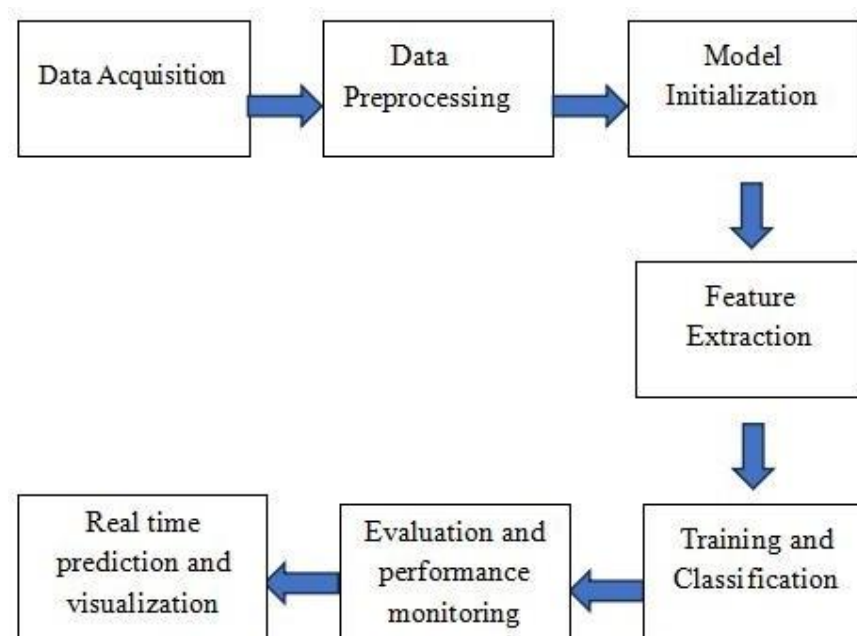 Data Acquisition
Data
Preprocessing
Model
Initialization
Feature
Extraction
Training and
Classification
Evaluation and
performance
monitoring
Real time
prediction and
visualization